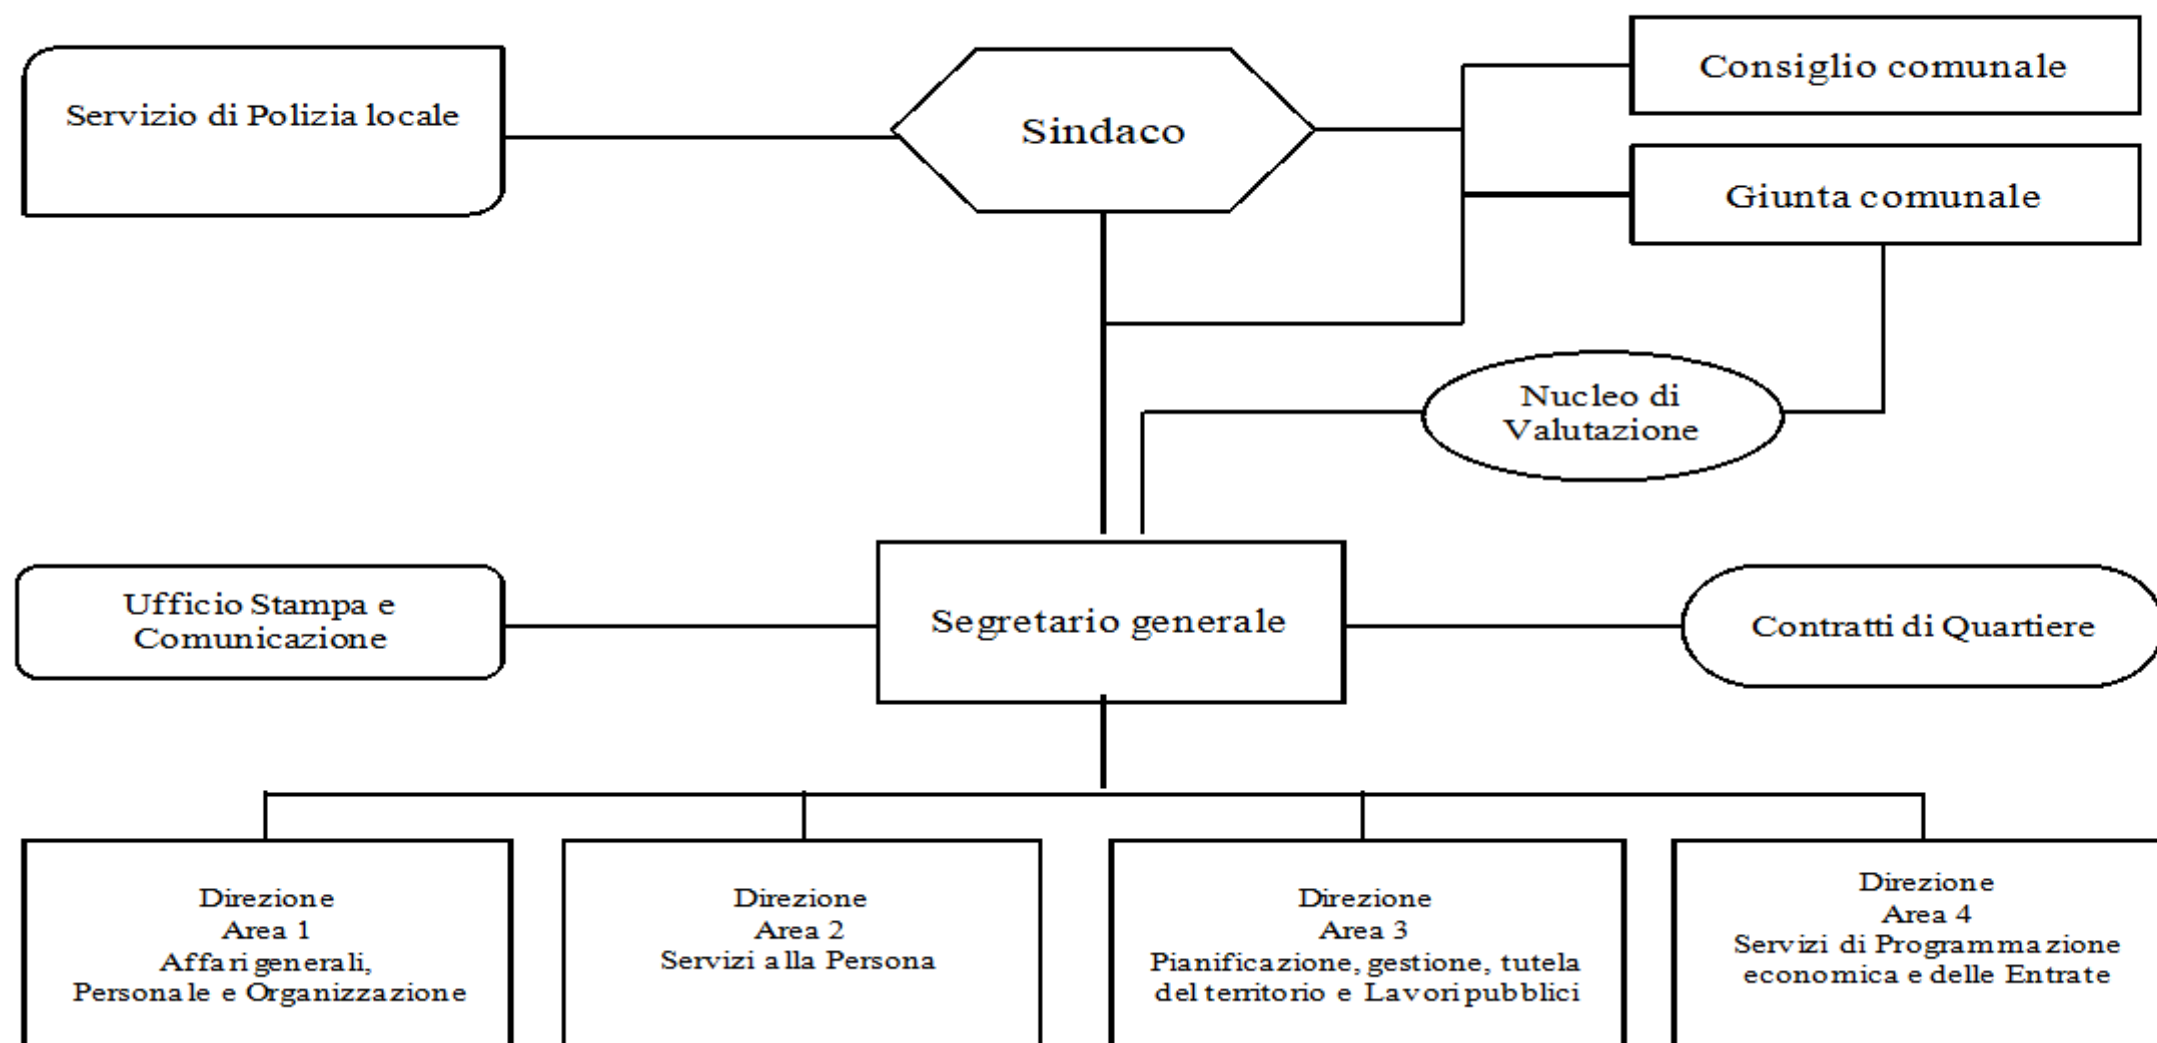 Servizio di Polizia locale
Sindaco
Consiglio comunale
Giunta comunale
Nucleo di
Valutazione
Ufficio Stampa e
Comunicazione
Segretario generale
Contratti di Quartiere
Direzione
Area 1
Affari generali,
Personale e Organizzazione
Direzione
Area 2
Servizi alla Persona
Direzione
Area 3
Pianificazione, gestione, tutela
del territorio e Lavori pubblici
Direzione
Area 4
Servizi di Programmazione
economica e delle Entrate